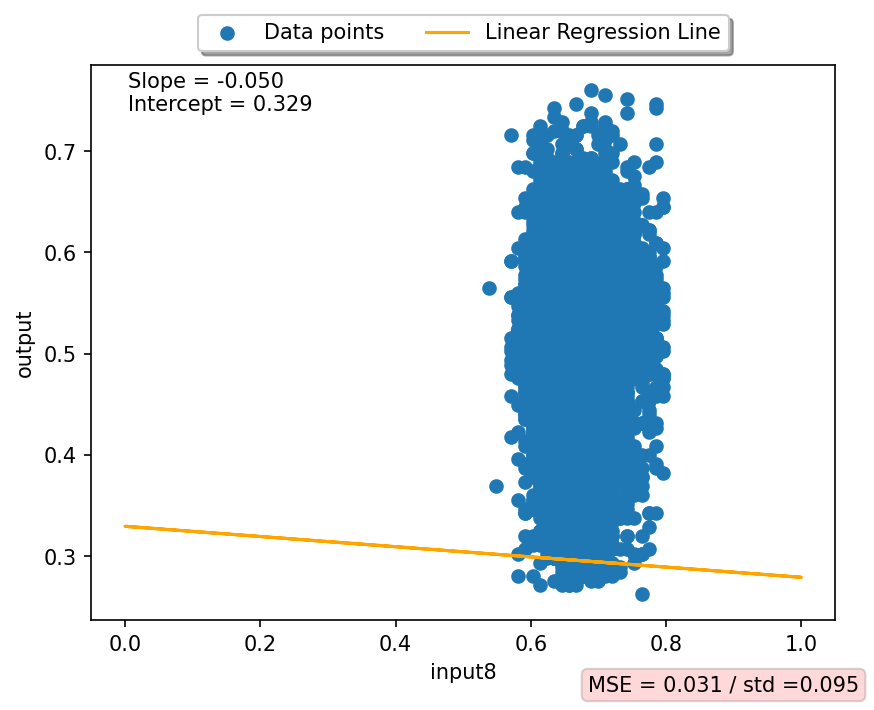 Data points
Linear Regression Line
Slope = -0.050
Intercept = 0.329
0.7
0.6
0.5
0.4
0.3
output
0.0
0.2
0.4
0.6
0.8
1.0
input8
MSE = 0.031 / std =0.095